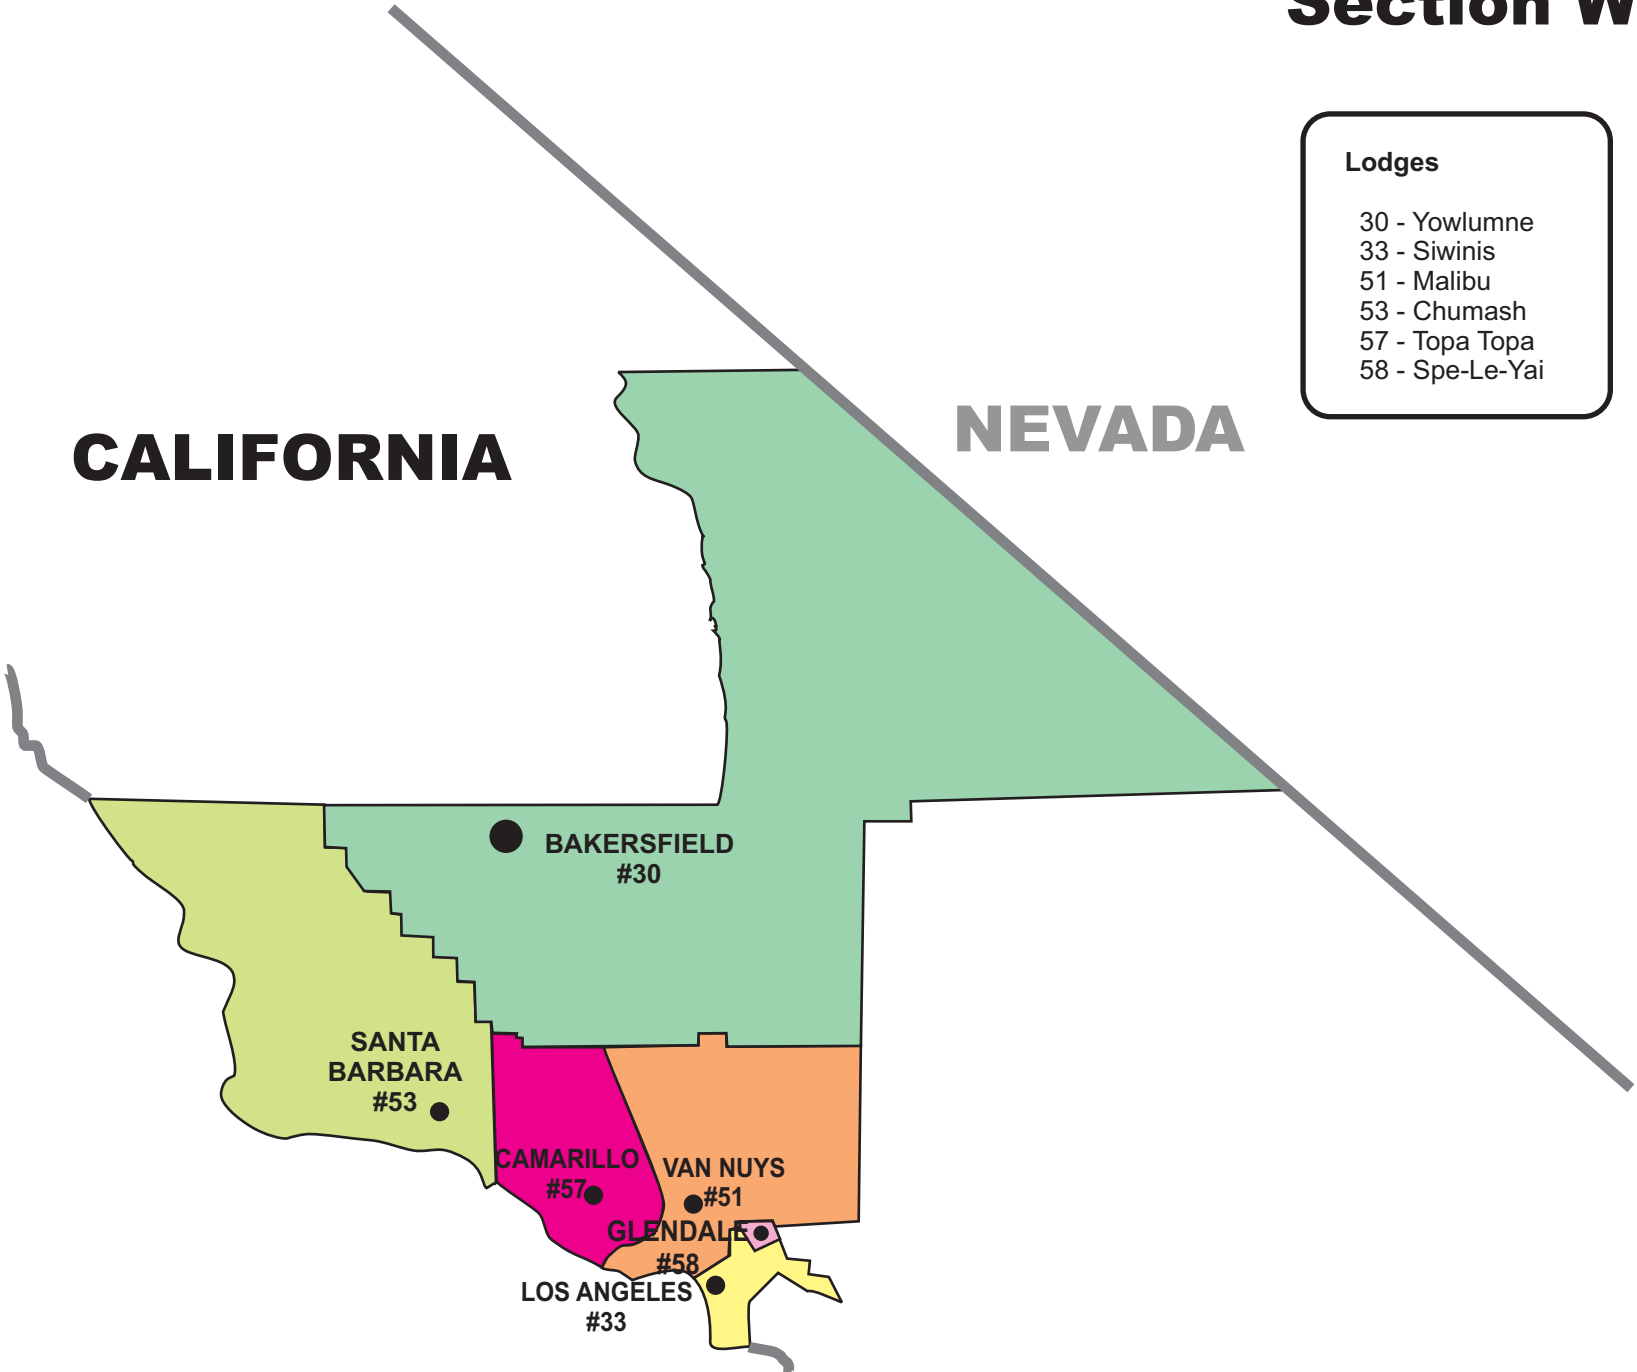 Section W
Lodges
30 - Yowlumne
33 - Siwinis
51 - Malibu
53 - Chumash
57 - Topa Topa
58 - Spe-Le-Yai
NEVADA
CALIFORNIA
BAKERSFIELD
#30
SANTA
BARBARA
#53
CAMARILLO
#57
VAN NUYS
#51
GLENDALE
#58
LOS ANGELES
#33